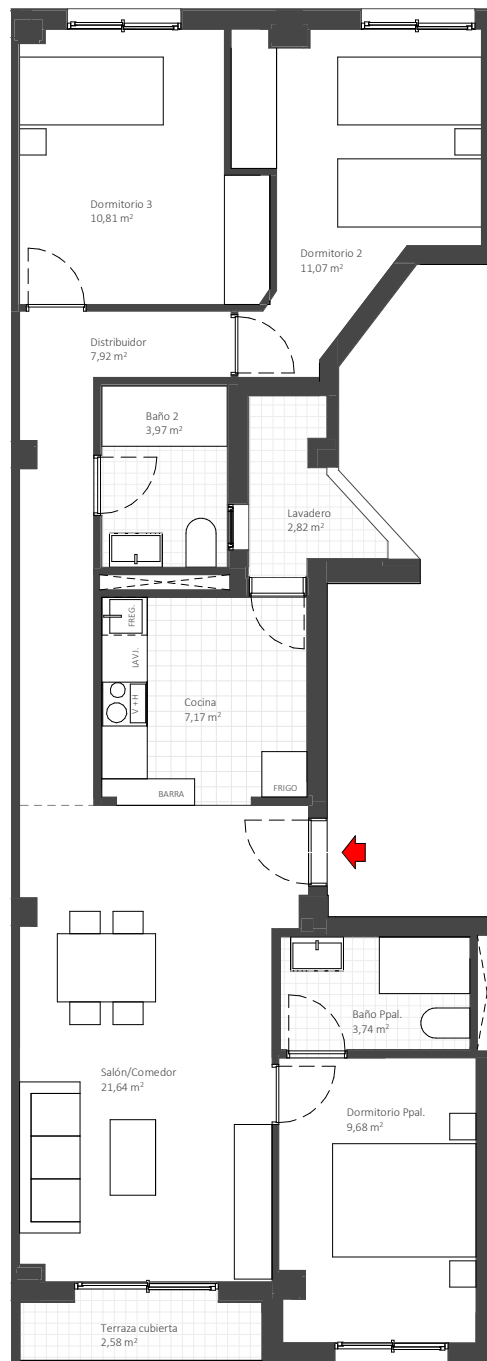 Dormitorio 3
10,81 m²
Dormitorio 2
11,07 m²
Distribuidor
7,92 m²
Baño 2
3,97 m²
Lavadero
2,82 m²
FREG.
LAVJ.
V+H
Cocina
7,17 m²
BARRA
FRIGO
Baño Ppal.
3,74 m²
Salón/Comedor
21,64 m²
Dormitorio Ppal.
9,68 m²
Terraza cubierta
2,58 m²